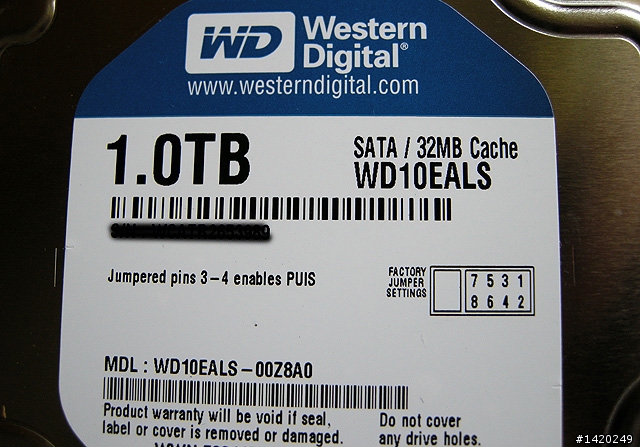 WD Western Digital®
www.westerndigital.com
1.0TB
SATA / 32MB Cache
WD10EALS
Jumpered pins 3-4 enables PUIS
FACTORY JUMPER SETTINGS
7 5 3 1
8 6 4 2
MDL : WD10EALS-00Z8A0
Product warranty will be void if seal,
label or cover is removed or damaged.
Do not cover
any drive holes.
#1420249